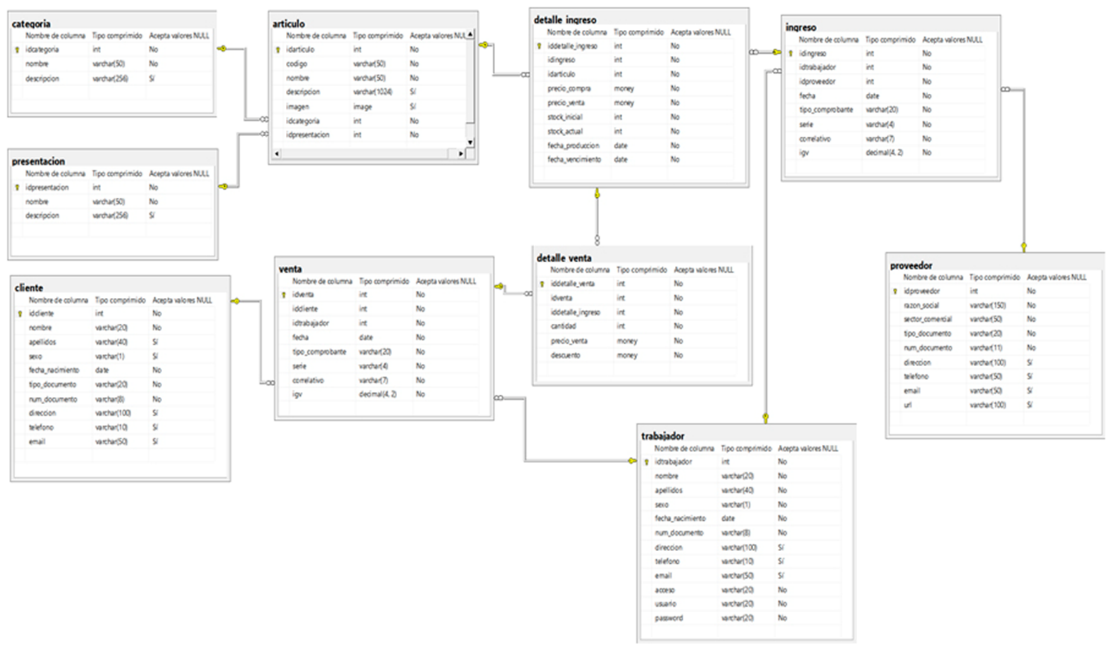 categoria
Nombre de columna Tipo comprimido Acepta valores NULL
idcategoria int No
nombre varchar(50) No
descripcion varchar(256) Sí
articulo
Nombre de columna Tipo comprimido Acepta valores NULL
idarticulo int No
codigo varchar(50) No
nombre varchar(50) No
descripcion varchar(1024) Sí
imagen image Sí
idcategoria int No
idpresentacion int No
detalle_ingreso
Nombre de columna Tipo comprimido Acepta valores NULL
iddetalle_ingreso int No
idingreso int No
idarticulo int No
precio_compra money No
precio_venta money No
stock_inicial int No
stock_actual int No
fecha_produccion date No
fecha_vencimiento date No
ingreso
Nombre de columna Tipo comprimido Acepta valores NULL
idingreso int No
idtrabajador int No
idproveedor int No
fecha date No
tipo_comprobante varchar(20) No
serie varchar(4) No
correlativo varchar(7) No
igv decimal(4, 2) No
presentacion
Nombre de columna Tipo comprimido Acepta valores NULL
idpresentacion int No
nombre varchar(50) No
descripcion varchar(256) Sí
cliente
Nombre de columna Tipo comprimido Acepta valores NULL
idcliente int No
nombre varchar(20) No
apellidos varchar(40) Sí
sexo varchar(1) Sí
fecha_nacimiento date No
tipo_documento varchar(20) No
num_documento varchar(8) No
direccion varchar(100) Sí
telefono varchar(10) Sí
email varchar(50) Sí
venta
Nombre de columna Tipo comprimido Acepta valores NULL
idventa int No
idcliente int No
idtrabajador int No
fecha date No
tipo_comprobante varchar(20) No
serie varchar(4) No
correlativo varchar(7) No
igv decimal(4, 2) No
detalle_venta
Nombre de columna Tipo comprimido Acepta valores NULL
iddetalle_venta int No
idventa int No
iddetalle_ingreso int No
cantidad int No
precio_venta money No
descuento money No
proveedor
Nombre de columna Tipo comprimido Acepta valores NULL
idproveedor int No
razon_social varchar(150) No
sector_comercial varchar(50) No
tipo_documento varchar(20) No
num_documento varchar(11) No
direccion varchar(100) Sí
telefono varchar(50) Sí
email varchar(50) Sí
url varchar(100) Sí
trabajador
Nombre de columna Tipo comprimido Acepta valores NULL
idtrabajador int No
nombre varchar(20) No
apellidos varchar(40) No
sexo varchar(1) No
fecha_nacimiento date No
num_documento varchar(8) No
direccion varchar(100) Sí
telefono varchar(10) Sí
email varchar(50) Sí
acceso varchar(20) No
usuario varchar(20) No
password varchar(20) No